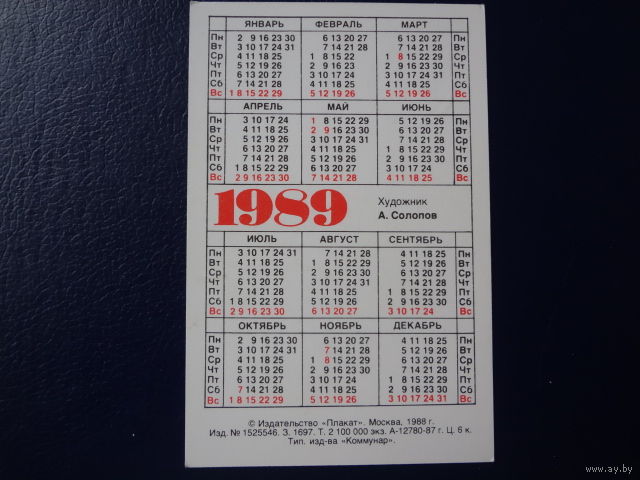 ЯНВАРЬ ФЕВРАЛЬ МАРТ
Пн 2 9 16 23 30 6 13 20 27 6 13 20 27 Пн
Вт 3 10 17 24 31 7 14 21 28 7 14 21 28 Вт
Ср 4 11 18 25 1 8 15 22 1 8 15 22 29 Ср
Чт 5 12 19 26 2 9 16 23 2 9 16 23 30 Чт
Пт 6 13 20 27 3 10 17 24 3 10 17 24 31 Пт
Сб 7 14 21 28 4 11 18 25 4 11 18 25 Сб
Вс 1 8 15 22 29 5 12 19 26 5 12 19 26 Вс
АПРЕЛЬ МАЙ ИЮНЬ
Пн 3 10 17 24 1 8 15 22 29 5 12 19 26 Пн
Вт 4 11 18 25 2 9 16 23 30 6 13 20 27 Вт
Ср 5 12 19 26 3 10 17 24 31 7 14 21 28 Ср
Чт 6 13 20 27 4 11 18 25 1 8 15 22 29 Чт
Пт 7 14 21 28 5 12 19 26 2 9 16 23 30 Пт
Сб 1 8 15 22 29 6 13 20 27 3 10 17 24 Сб
Вс 2 9 16 23 30 7 14 21 28 4 11 18 25 Вс
1989 Художник
А. Солопов
ИЮЛЬ АВГУСТ СЕНТЯБРЬ
Пн 3 10 17 24 31 7 14 21 28 4 11 18 25 Пн
Вт 4 11 18 25 1 8 15 22 29 5 12 19 26 Вт
Ср 5 12 19 26 2 9 16 23 30 6 13 20 27 Ср
Чт 6 13 20 27 3 10 17 24 31 7 14 21 28 Чт
Пт 7 14 21 28 4 11 18 25 1 8 15 22 29 Пт
Сб 1 8 15 22 29 5 12 19 26 2 9 16 23 30 Сб
Вс 2 9 16 23 30 6 13 20 27 3 10 17 24 Вс
ОКТЯБРЬ НОЯБРЬ ДЕКАБРЬ
Пн 2 9 16 23 30 6 13 20 27 4 11 18 25 Пн
Вт 3 10 17 24 31 7 14 21 28 5 12 19 26 Вт
Ср 4 11 18 25 1 8 15 22 29 6 13 20 27 Ср
Чт 5 12 19 26 2 9 16 23 30 7 14 21 28 Чт
Пт 6 13 20 27 3 10 17 24 1 8 15 22 29 Пт
Сб 7 14 21 28 4 11 18 25 2 9 16 23 30 Сб
Вс 1 8 15 22 29 5 12 19 26 3 10 17 24 31 Вс
© Издательство «Плакат». Москва, 1988 г.
Изд. № 1525546. З. 1697. Т. 2 100 000 экз. А-12780-87 г. Ц. 6 к.
Тип. изд-ва «Коммунар».
www.ay.by